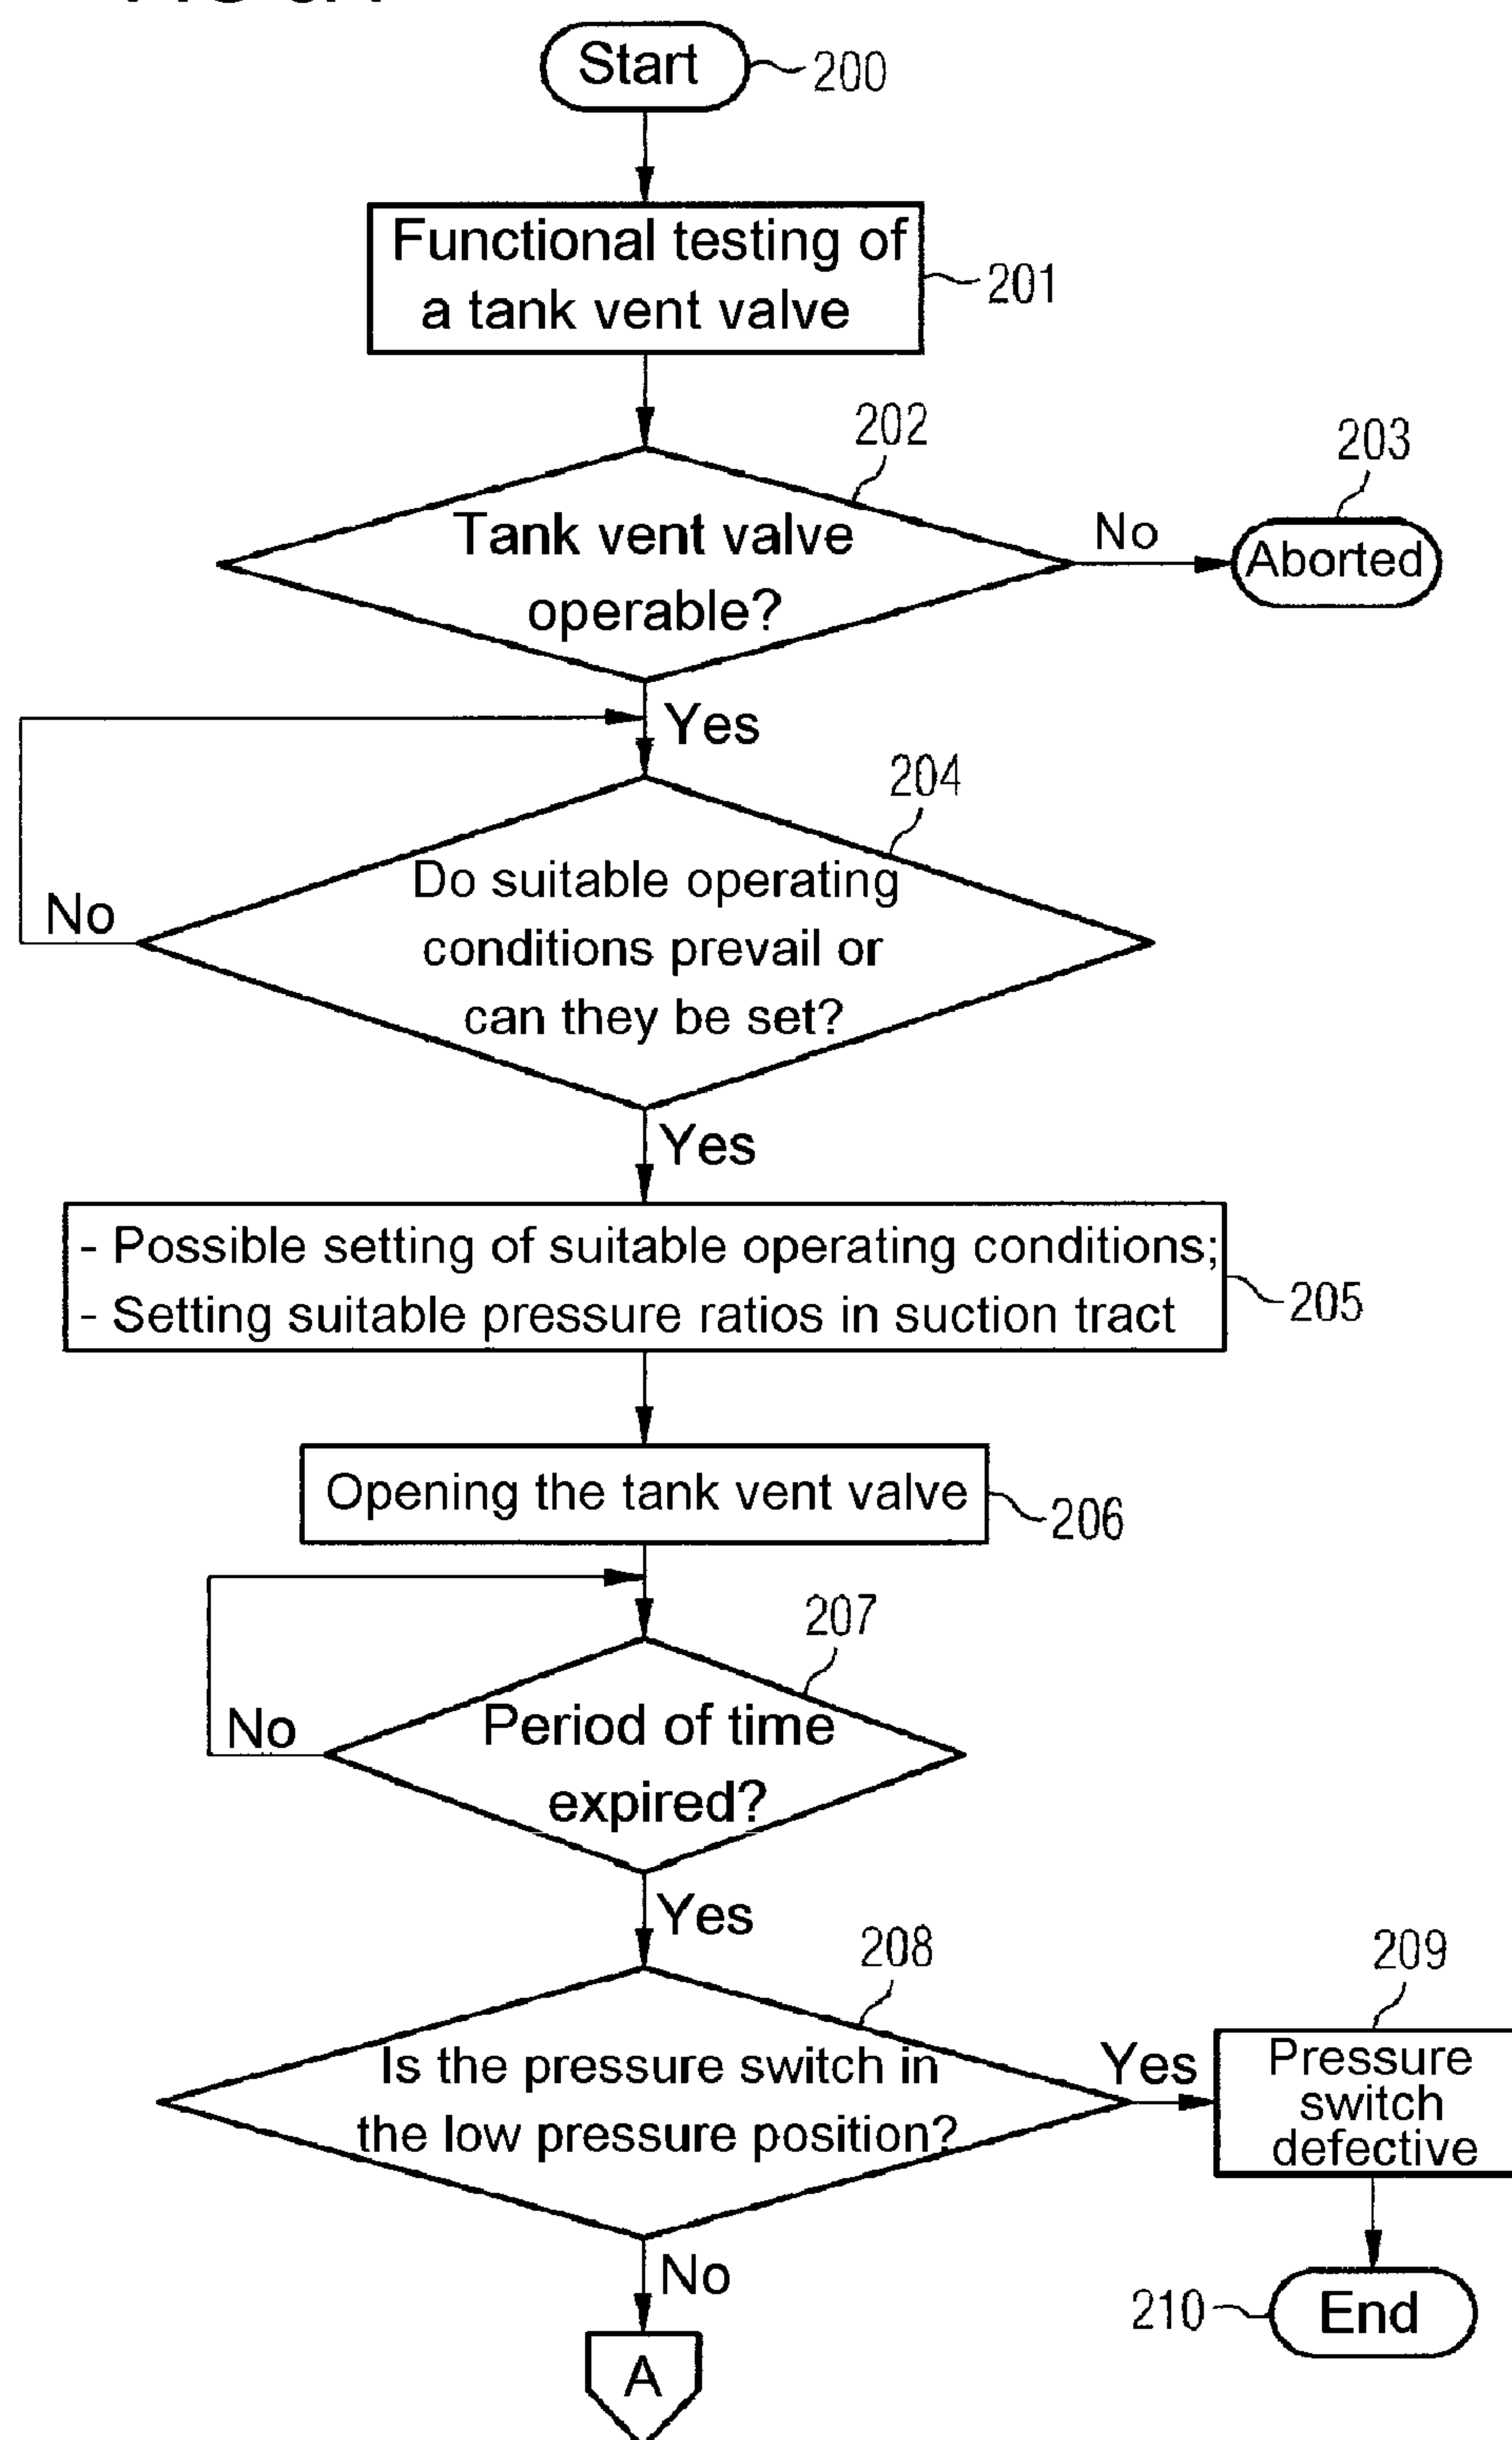 Start
200
Functional testing of
a tank vent valve
201
202
203
Tank vent valve
operable?
No
Aborted
Yes
204
Do suitable operating
conditions prevail or
can they be set?
No
Yes
- Possible setting of suitable operating conditions;
- Setting suitable pressure ratios in suction tract
205
Opening the tank vent valve
206
207
Period of time
expired?
No
Yes
208
209
Is the pressure switch in
the low pressure position?
Yes
Pressure
switch
defective
No
210
End
A